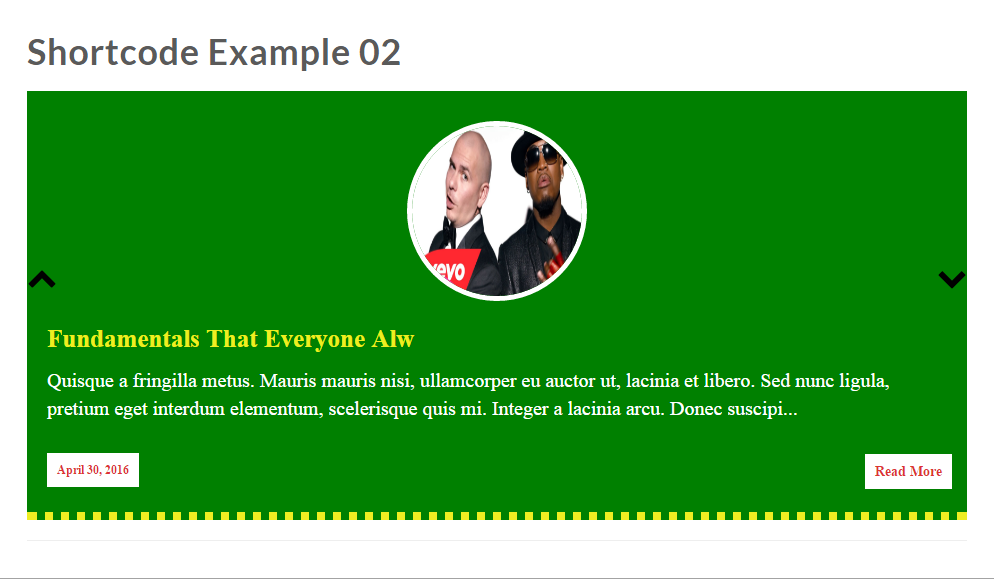 Shortcode Example 02
vevo
Fundamentals That Everyone Alw
Quisque a fringilla metus. Mauris mauris nisi, ullamcorper eu auctor ut, lacinia et libero. Sed nunc ligula,
pretium eget interdum elementum, scelerisque quis mi. Integer a lacinia arcu. Donec suscipi...
April 30, 2016
Read More